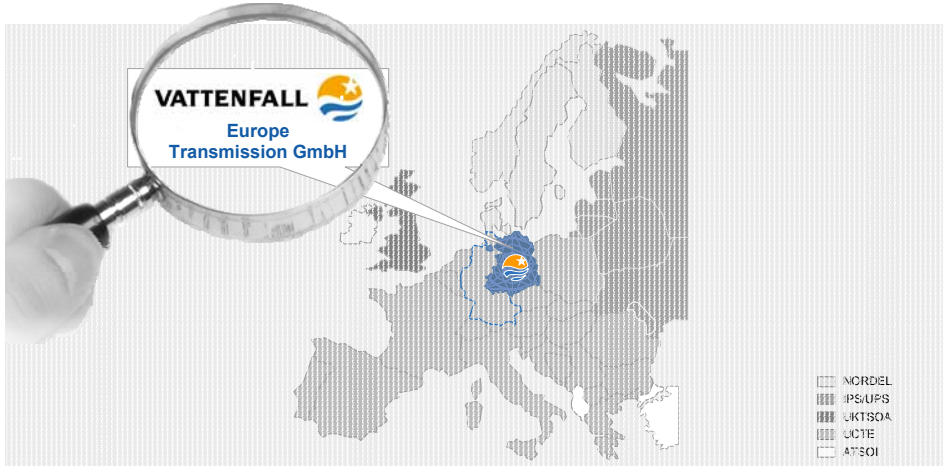 VATTENFALL
Europe
Transmission GmbH
NORDEL
IPS/UPS
UKTSOA
UCTE
ATSOI